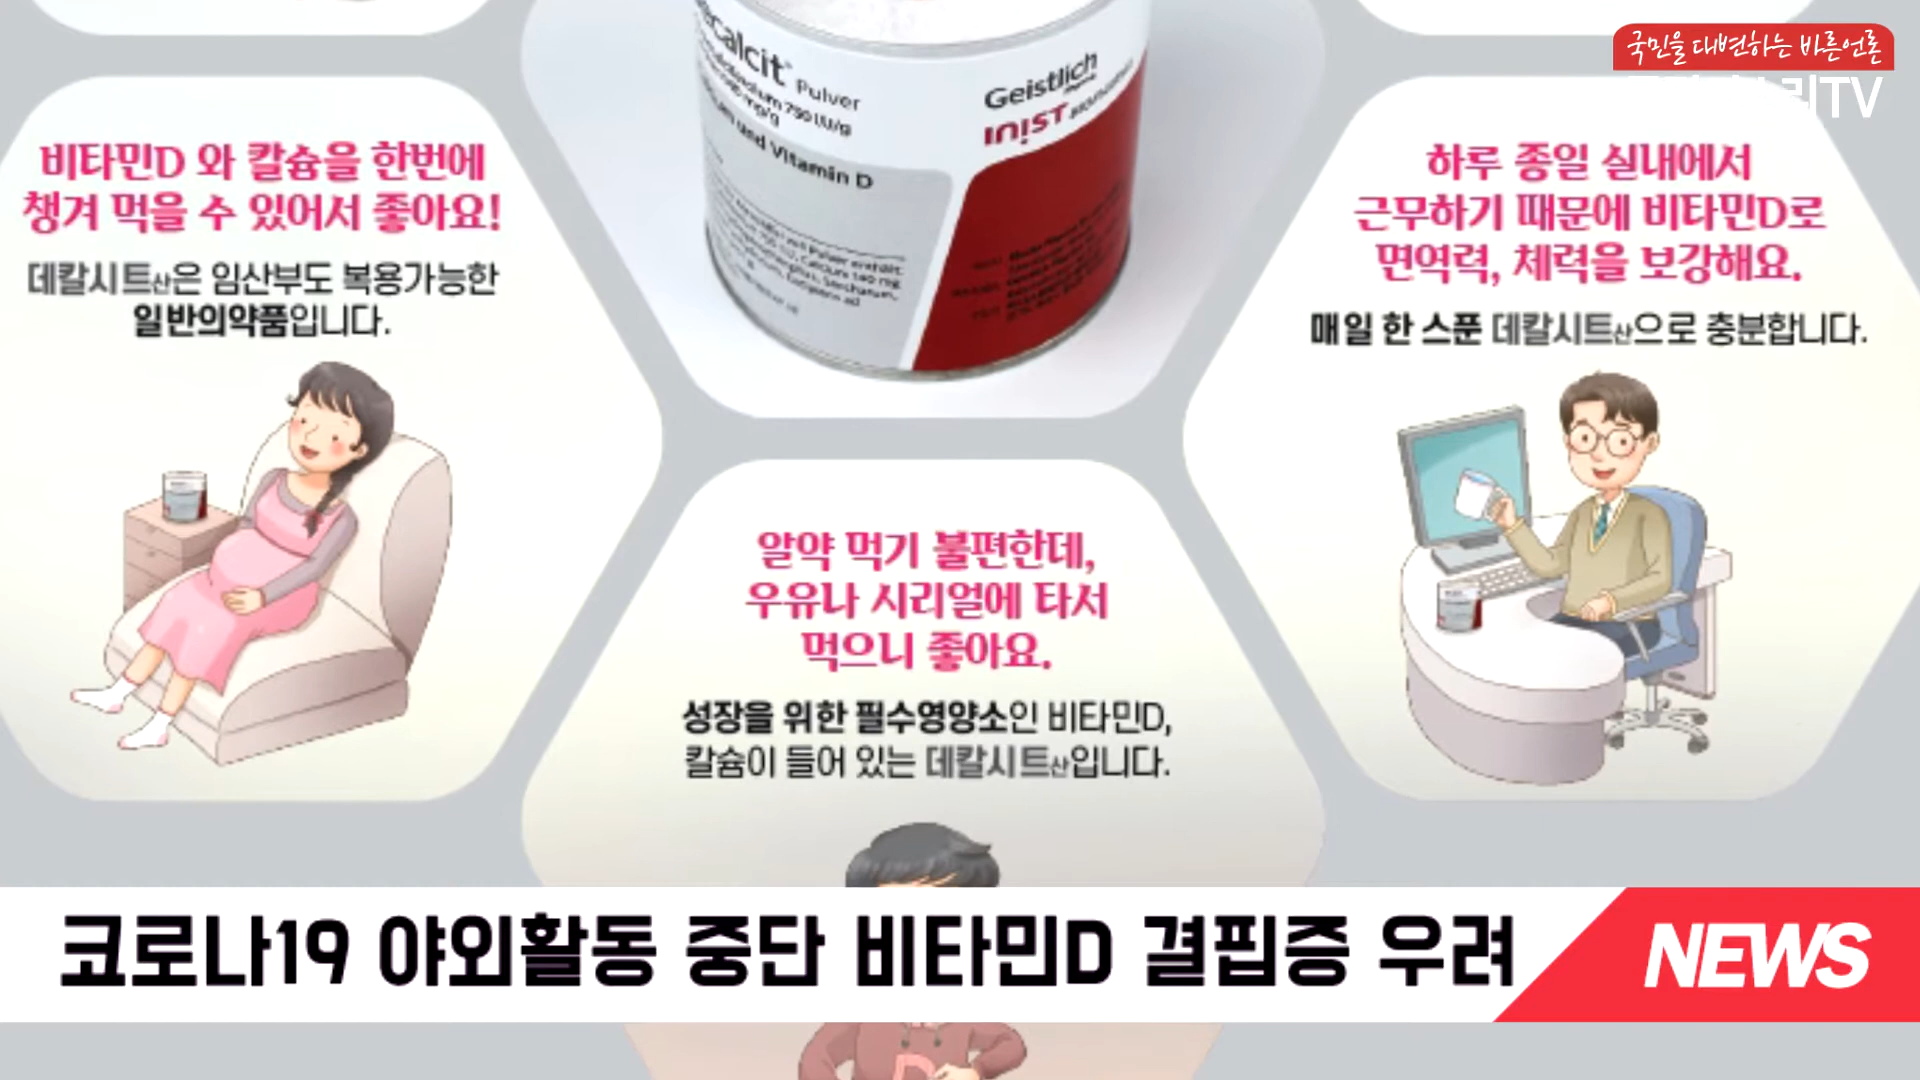 국민을 대변하는 바른언론
리TV
Pulver
Geistlich
INIST
und Vitamin D
비타민D 와 칼슘을 한번에
챙겨 먹을 수 있어서 좋아요!
데칼시트산은 임산부도 복용가능한
일반의약품입니다.
하루 종일 실내에서
근무하기 때문에 비타민D로
면역력, 체력을 보강해요.
매일 한 스푼 데칼시트산으로 충분합니다.
알약 먹기 불편한데,
우유나 시리얼에 타서
먹으니 좋아요.
성장을 위한 필수영양소인 비타민D,
칼슘이 들어 있는 데칼시트산입니다.
코로나19 야외활동 중단 비타민D 결핍증 우려
NEWS